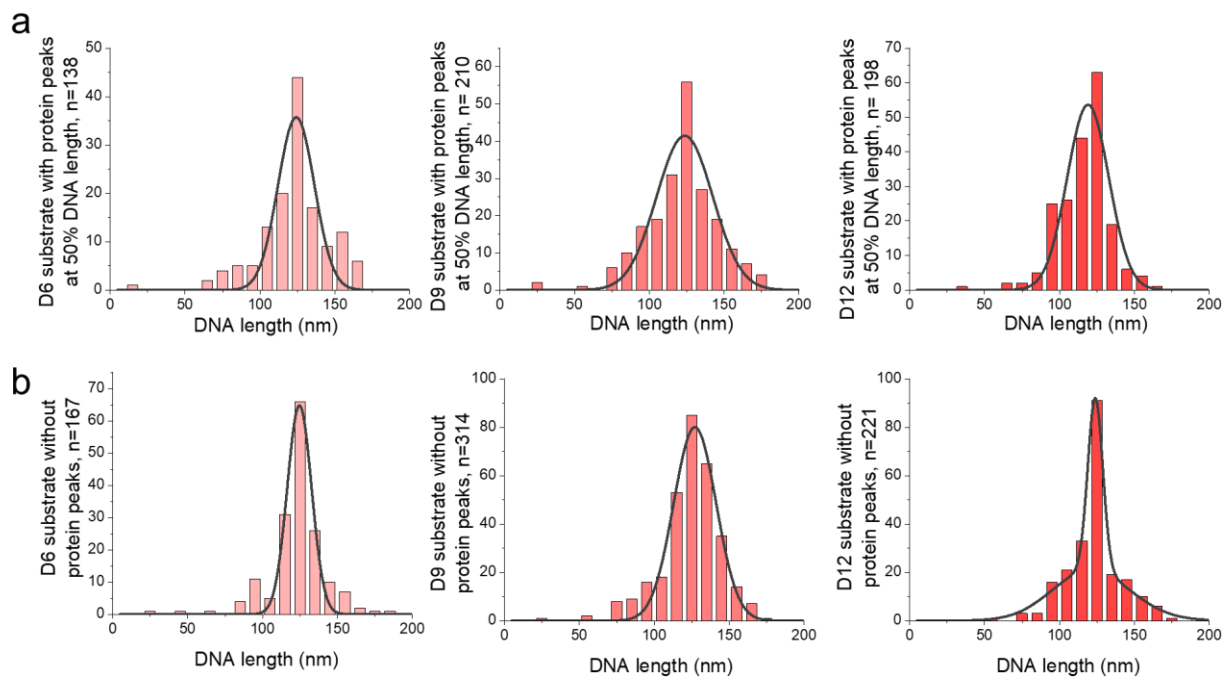 a
D6 substrate with protein peaks
at 50% DNA length, n=138
50
40
30
20
10
0
0 50 100 150 200
DNA length (nm)
D9 substrate with protein peaks
at 50% DNA length, n= 210
60
40
20
0
0 50 100 150 200
DNA length (nm)
D12 substrate with protein peaks
at 50% DNA length, n= 198
70
60
50
40
30
20
10
0
0 50 100 150 200
DNA length (nm)
b
D6 substrate without
protein peaks, n=167
70
60
50
40
30
20
10
0
0 50 100 150 200
DNA length (nm)
D9 substrate without
protein peaks, n=314
100
80
60
40
20
0
0 50 100 150 200
DNA length (nm)
D12 substrate without
protein peaks, n=221
100
80
60
40
20
0
0 50 100 150 200
DNA length (nm)